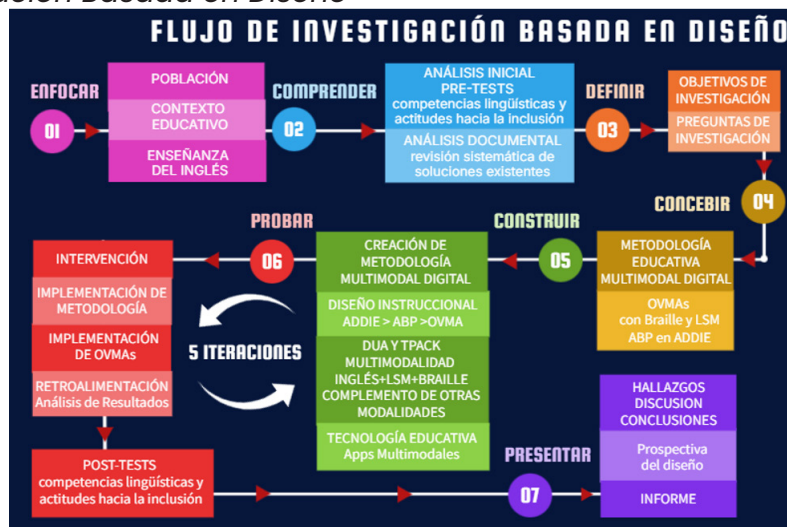 ación Basada en Diseño
FLUJO DE INVESTIGACIÓN BASADA EN DISEÑO
ENFOCAR
01
POBLACIÓN
CONTEXTO
EDUCATIVO
ENSEÑANZA
DEL INGLÉS
COMPRENDER
02
ANÁLISIS INICIAL
PRE-TESTS
competencias lingüísticas y
actitudes hacia la inclusión
ANÁLISIS DOCUMENTAL
revisión sistemática de
soluciones existentes
DEFINIR
03
OBJETIVOS DE
INVESTIGACIÓN
PREGUNTAS DE
INVESTIGACIÓN
CONCEBIR
04
METODOLOGÍA
EDUCATIVA
MULTIMODAL DIGITAL
OVMAs
con Braille y LSM
ABP en ADDIE
CONSTRUIR
05
CREACIÓN DE
METODOLOGÍA
MULTIMODAL DIGITAL
DISEÑO INSTRUCCIONAL
ADDIE > ABP >OVMA
DUA Y TPACK
MULTIMODALIDAD
INGLÉS+LSM+BRAILLE
COMPLEMENTO DE OTRAS
MODALIDADES
TECNOLOGÍA EDUCATIVA
Apps Multimodales
PROBAR
06
INTERVENCIÓN
IMPLEMENTACIÓN DE
METODOLOGÍA
IMPLEMENTACIÓN
DE OVMAs
RETROALIMENTACIÓN
Análisis de Resultados
5 ITERACIONES
POST-TESTS
competencias lingüísticas y
actitudes hacia la inclusión
PRESENTAR
07
HALLAZGOS
DISCUSION
CONCLUSIONES
Prospectiva
del diseño
INFORME